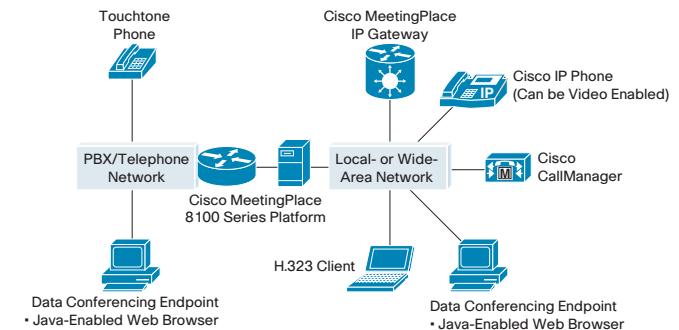 Touchtone
Phone
Cisco MeetingPlace
IP Gateway
IP
Cisco IP Phone
(Can be Video Enabled)
PBX/Telephone
Network
Cisco MeetingPlace
8100 Series Platform
Local- or Wide-
Area Network
M
Cisco
CallManager
H.323 Client
Data Conferencing Endpoint
• Java-Enabled Web Browser
Data Conferencing Endpoint
• Java-Enabled Web Browser